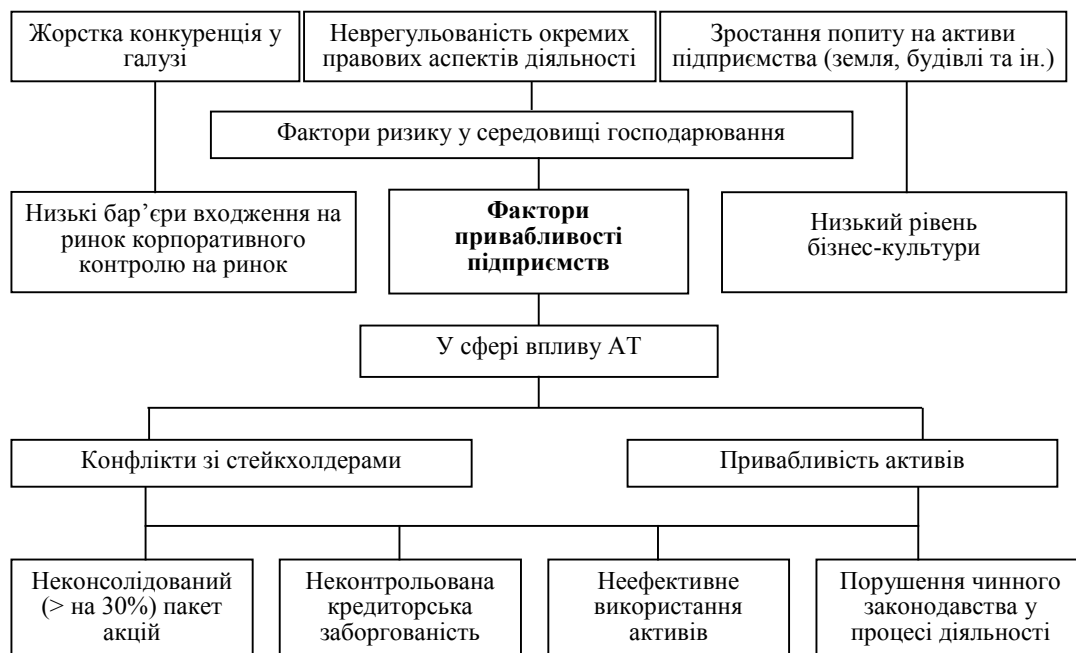 Жорстка конкуренція у
галузі
Неврегульованість окремих
правових аспектів діяльності
Зростання попиту на активи
підприємства (земля, будівлі та ін.)
Фактори ризику у середовищі господарювання
Низькі бар’єри входження на
ринок корпоративного
контролю на ринок
Фактори
привабливості
підприємств
Низький рівень
бізнес-культури
У сфері впливу АТ
Конфлікти зі стейкхолдерами
Привабливість активів
Неконсолідований
(> на 30%) пакет
акцій
Неконтрольована
кредиторська
заборгованість
Неефективне
використання
активів
Порушення чинного
законодавства у
процесі діяльності